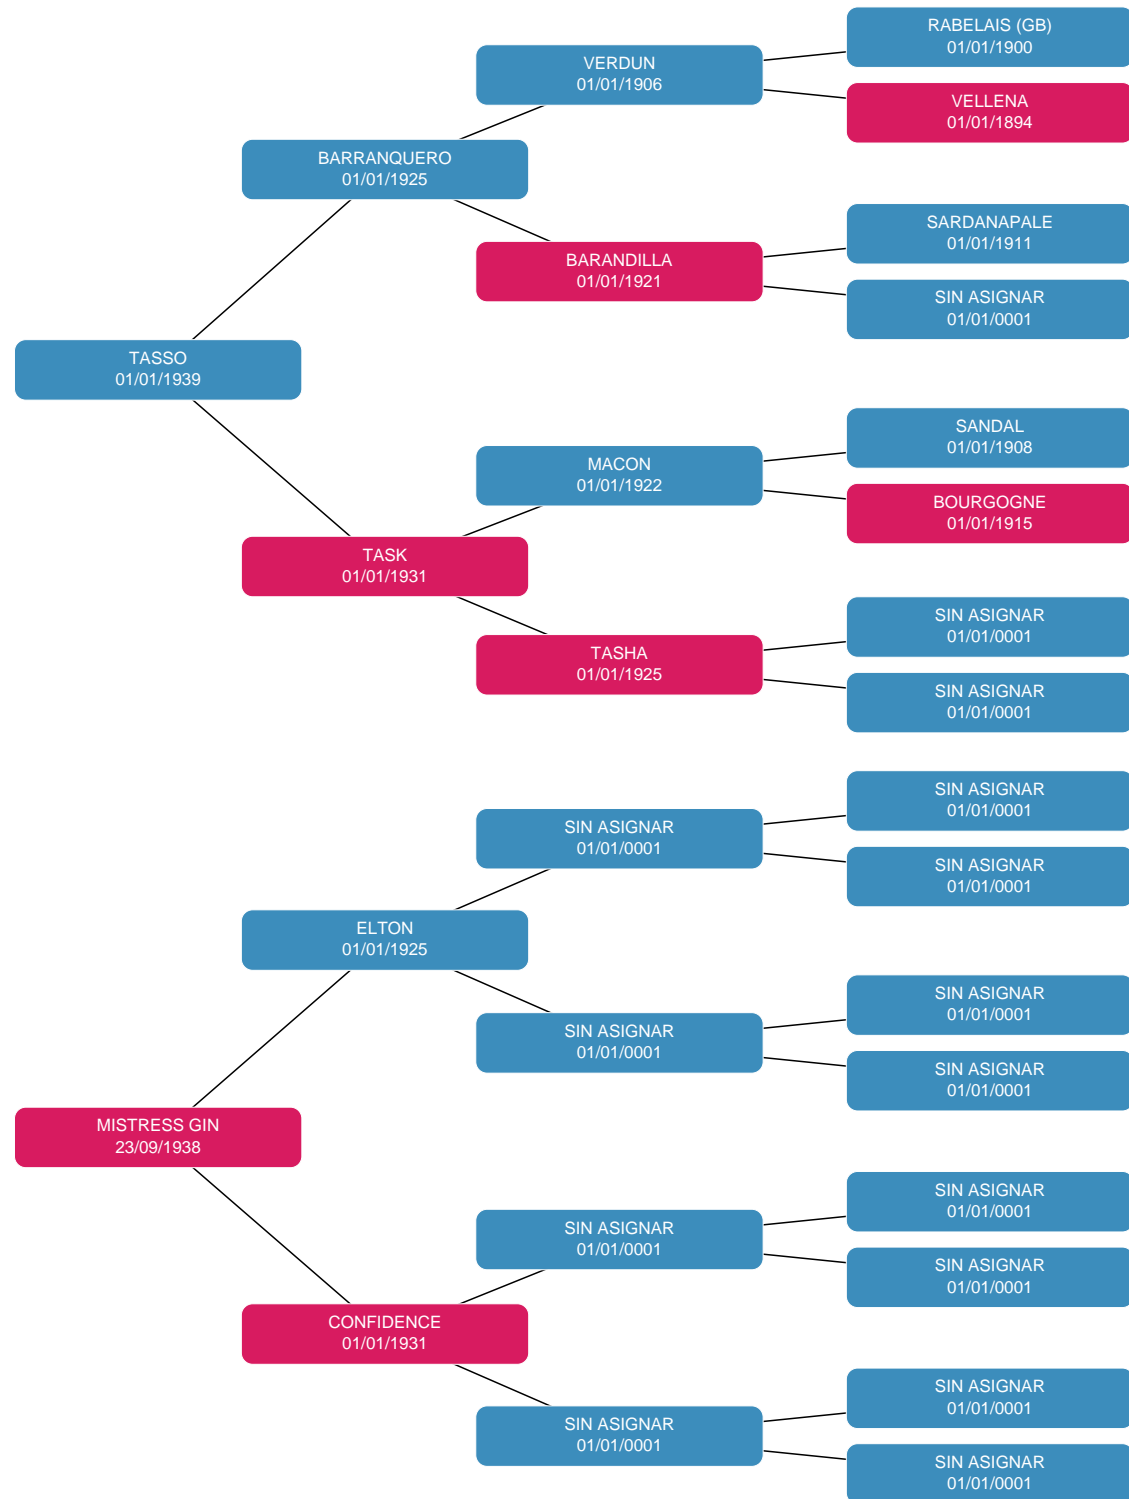 RABELAIS (GB)
01/01/1900
VERDUN
01/01/1906
VELLENA
01/01/1894
BARRANQUERO
01/01/1925
SARDANAPALE
01/01/1911
BARANDILLA
01/01/1921
SIN ASIGNAR
01/01/0001
TASSO
01/01/1939
SANDAL
01/01/1908
MACON
01/01/1922
BOURGOGNE
01/01/1915
TASK
01/01/1931
SIN ASIGNAR
01/01/0001
TASHA
01/01/1925
SIN ASIGNAR
01/01/0001
SIN ASIGNAR
01/01/0001
SIN ASIGNAR
01/01/0001
SIN ASIGNAR
01/01/0001
ELTON
01/01/1925
SIN ASIGNAR
01/01/0001
SIN ASIGNAR
01/01/0001
SIN ASIGNAR
01/01/0001
MISTRESS GIN
23/09/1938
SIN ASIGNAR
01/01/0001
SIN ASIGNAR
01/01/0001
SIN ASIGNAR
01/01/0001
CONFIDENCE
01/01/1931
SIN ASIGNAR
01/01/0001
SIN ASIGNAR
01/01/0001
SIN ASIGNAR
01/01/0001